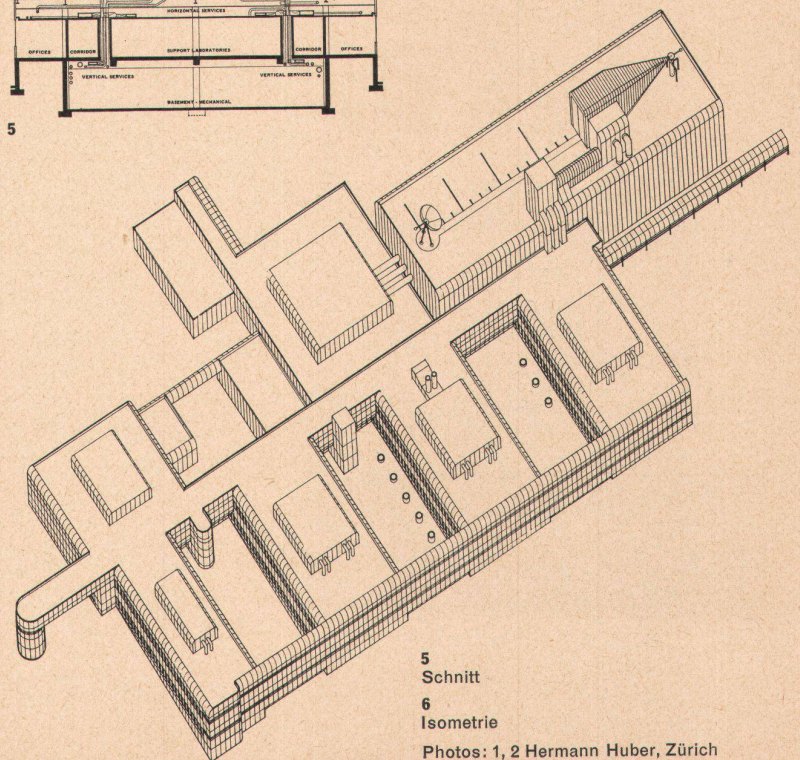 HORIZONTAL SERVICES
OFFICES CORRIDOR SUPPORT LABORATORIES CORRIDOR OFFICES
VERTICAL SERVICES VERTICAL SERVICES
BASEMENT - MECHANICAL
5
5
Schnitt
6
Isometrie
Photos: 1, 2 Hermann Huber, Zürich